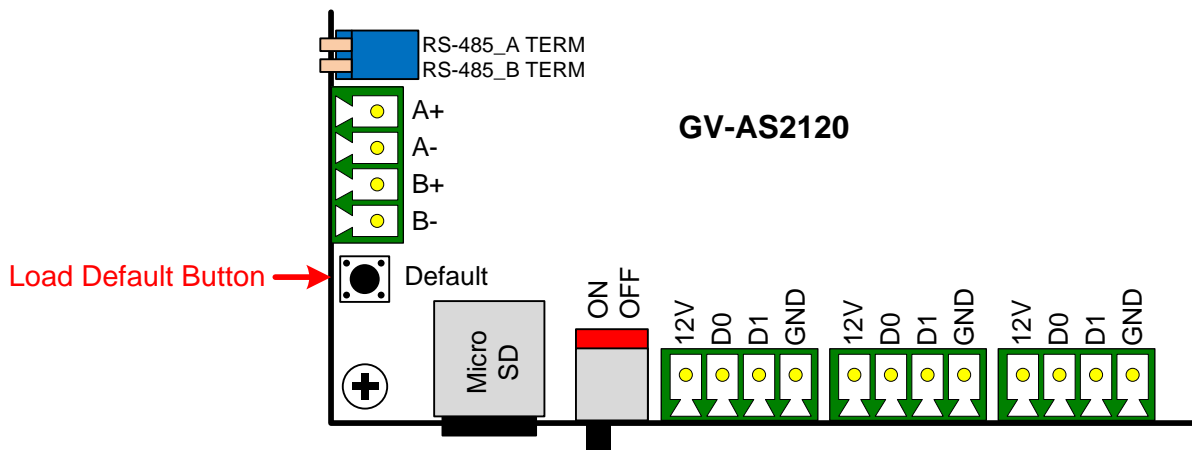 RS-485_A TERM
RS-485_B TERM
A+
A-
B+
B-
GV-AS2120
Load Default Button
Default
Micro
SD
ON
OFF
12V
D0
D1
GND
12V
D0
D1
GND
12V
D0
D1
GND